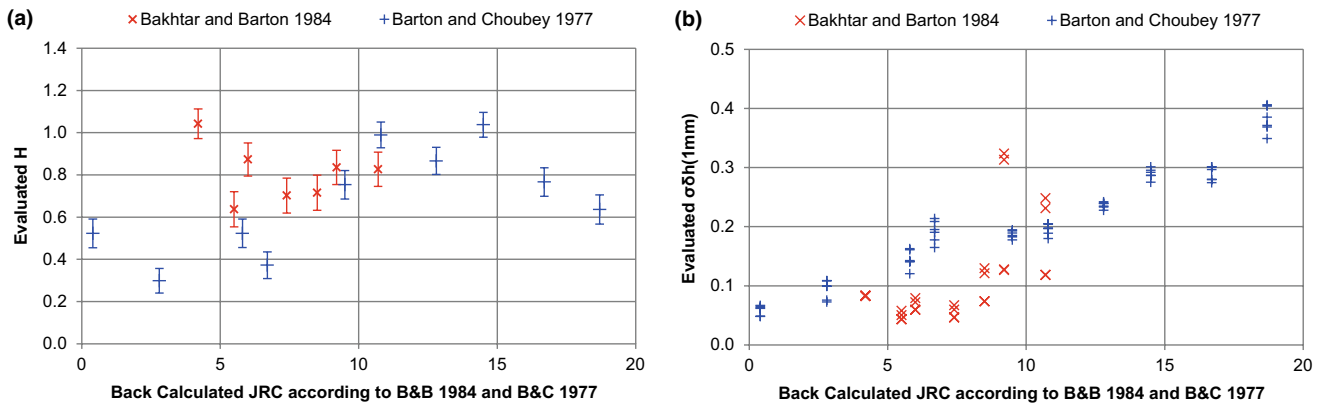 (a)
Bakhtar and Barton 1984
Barton and Choubey 1977
Evaluated H
1.4
1.2
1.0
0.8
0.6
0.4
0.2
0.0
0
5
10
15
20
Back Calculated JRC according to B&B 1984 and B&C 1977
(b)
Bakhtar and Barton 1984
Barton and Choubey 1977
Evaluated σδh(1mm)
0.5
0.4
0.3
0.2
0.1
0.0
0
5
10
15
20
Back Calculated JRC according to B&B 1984 and B&C 1977